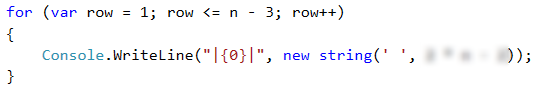 for (var row = 1; row <= n - 3; row++)
{
    Console.WriteLine("|{0}|", new string(' ', ));
}